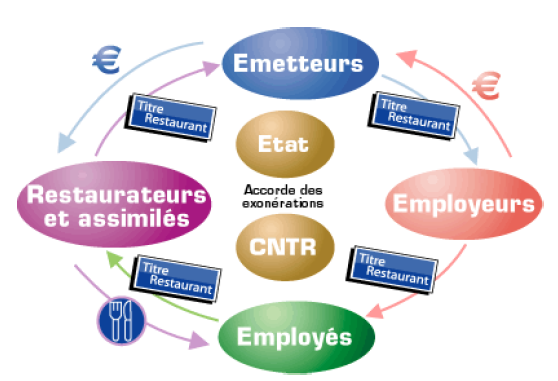 €
Emetteurs
€
Titre
Restaurant
Titre
Restaurant
Etat
Accorde des
exonérations
Restaurateurs
et assimilés
Employeurs
CNTR
Titre
Restaurant
Titre
Restaurant
Employés